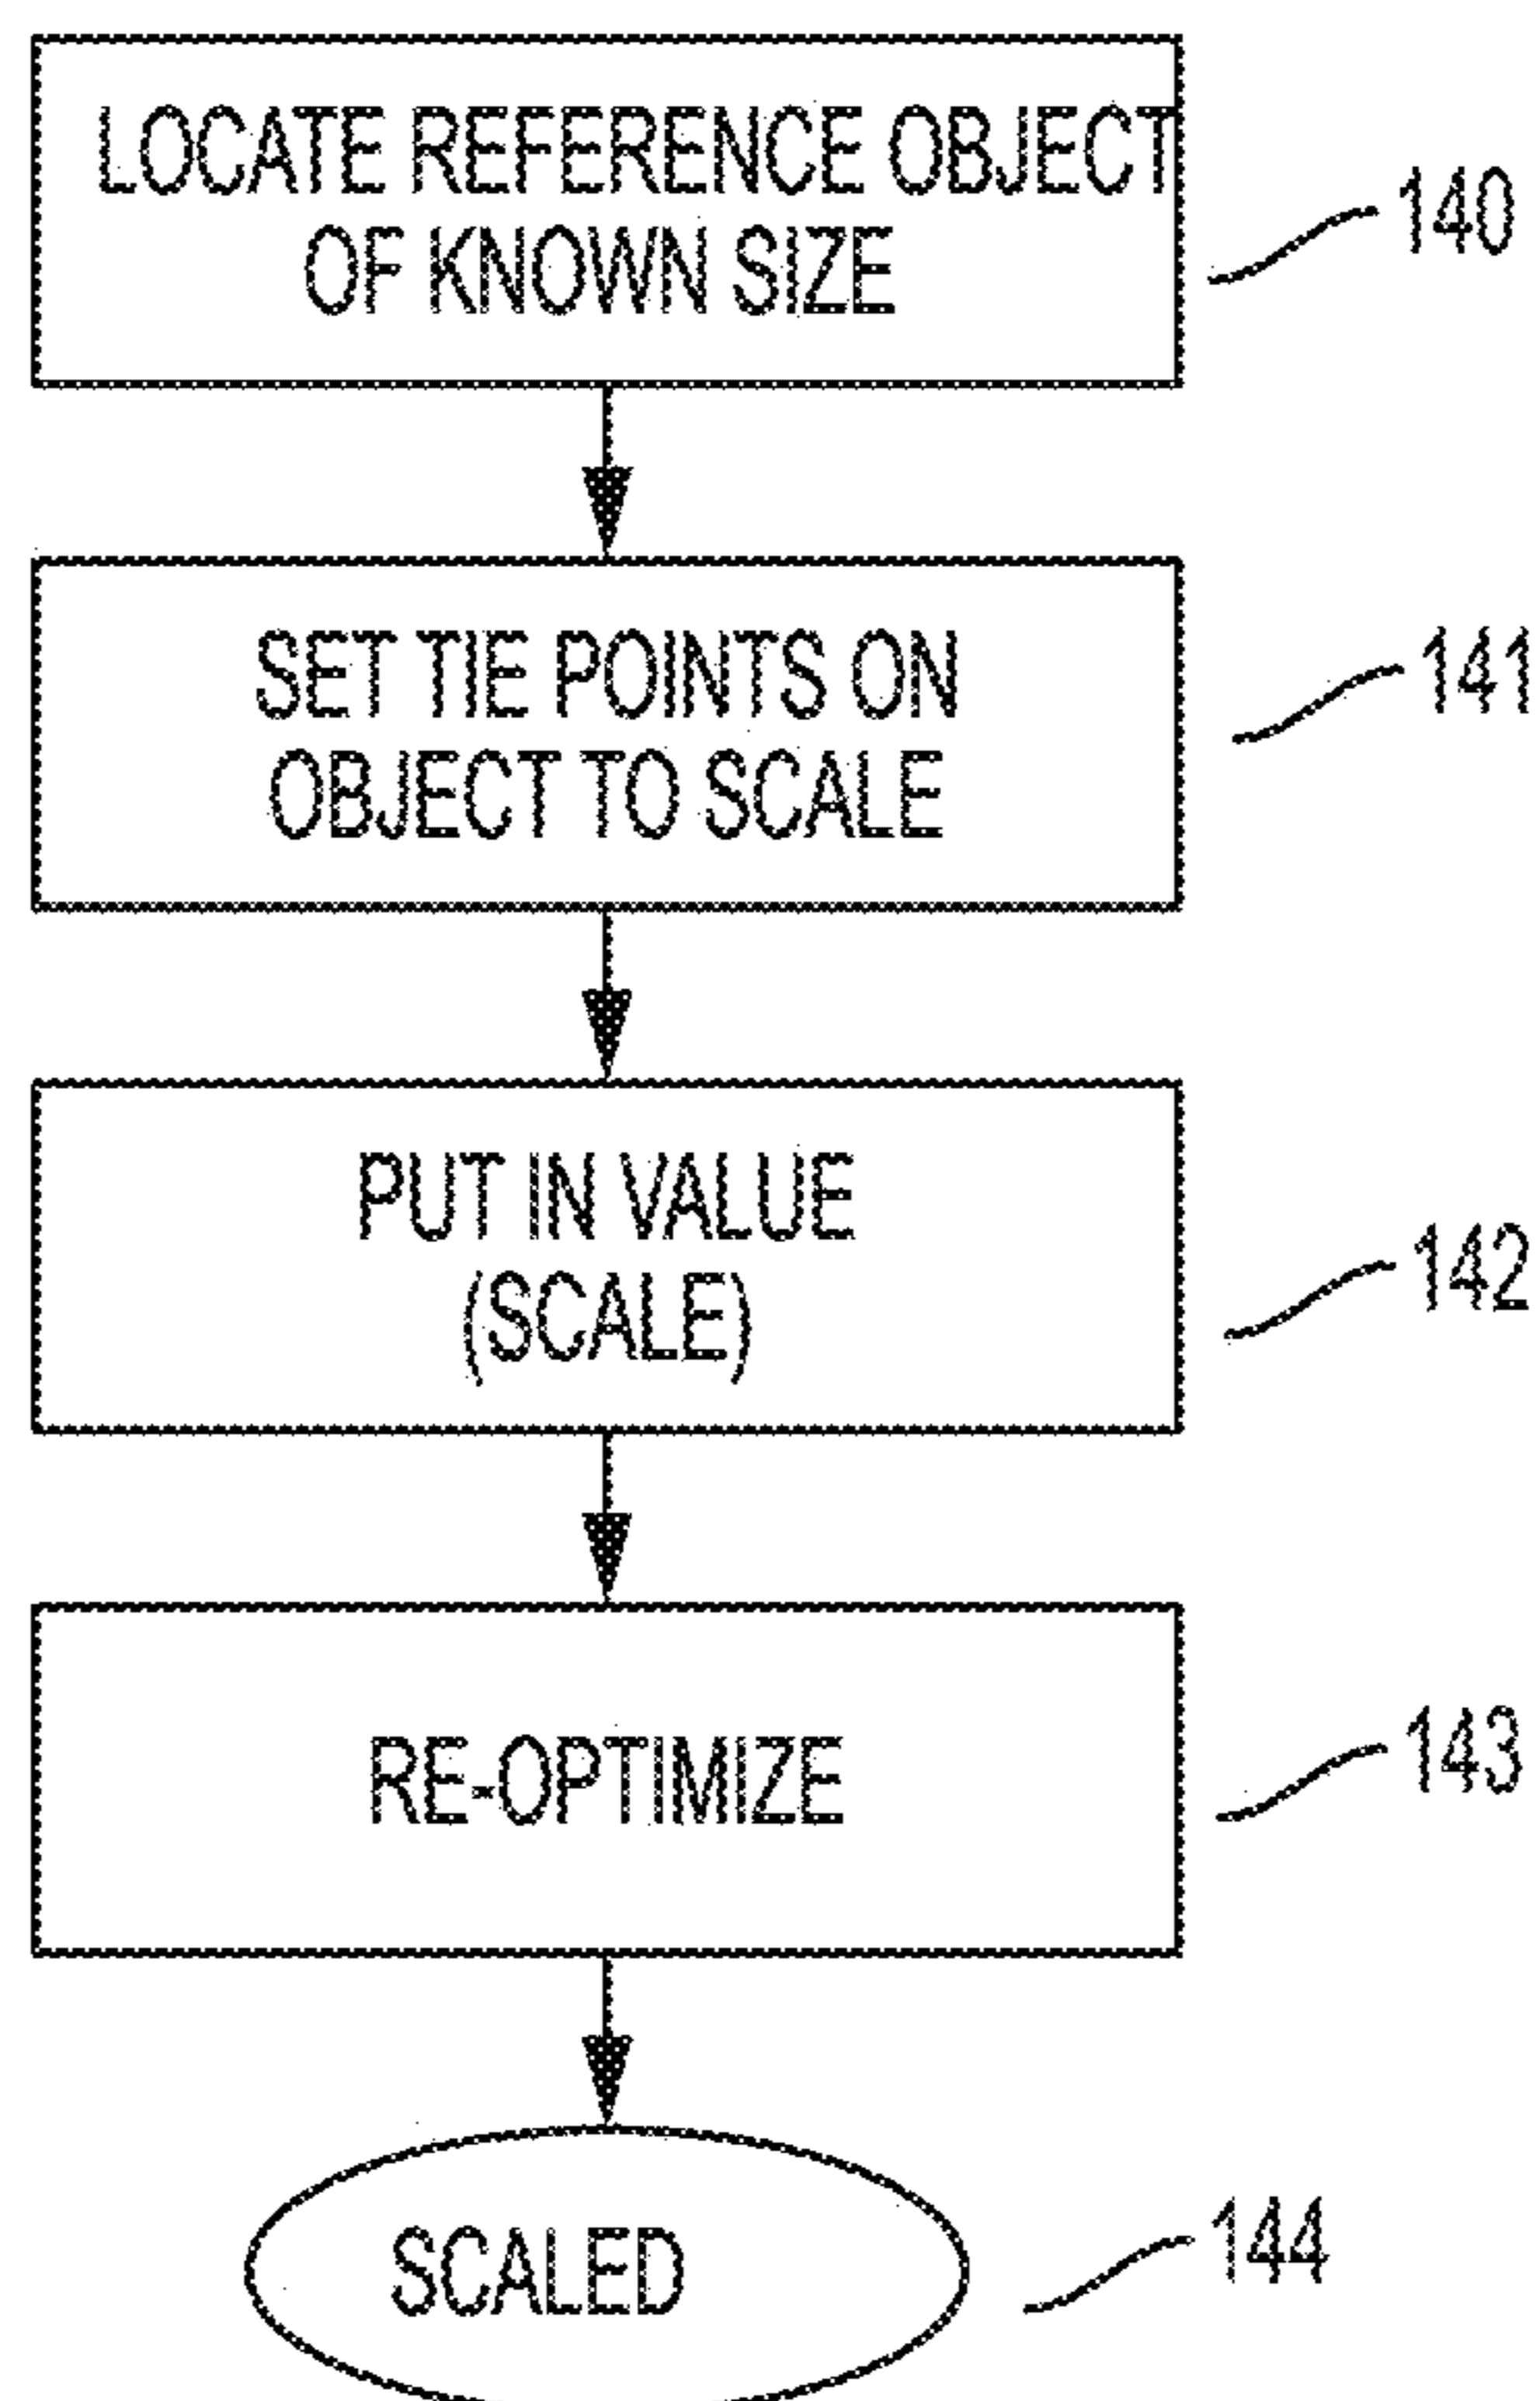 LOCATE REFERENCE OBJECT
OF KNOWN SIZE
140
SET TIE POINTS ON
OBJECT TO SCALE
141
PUT IN VALUE
(SCALE)
142
RE-OPTIMIZE
143
SCALED
144